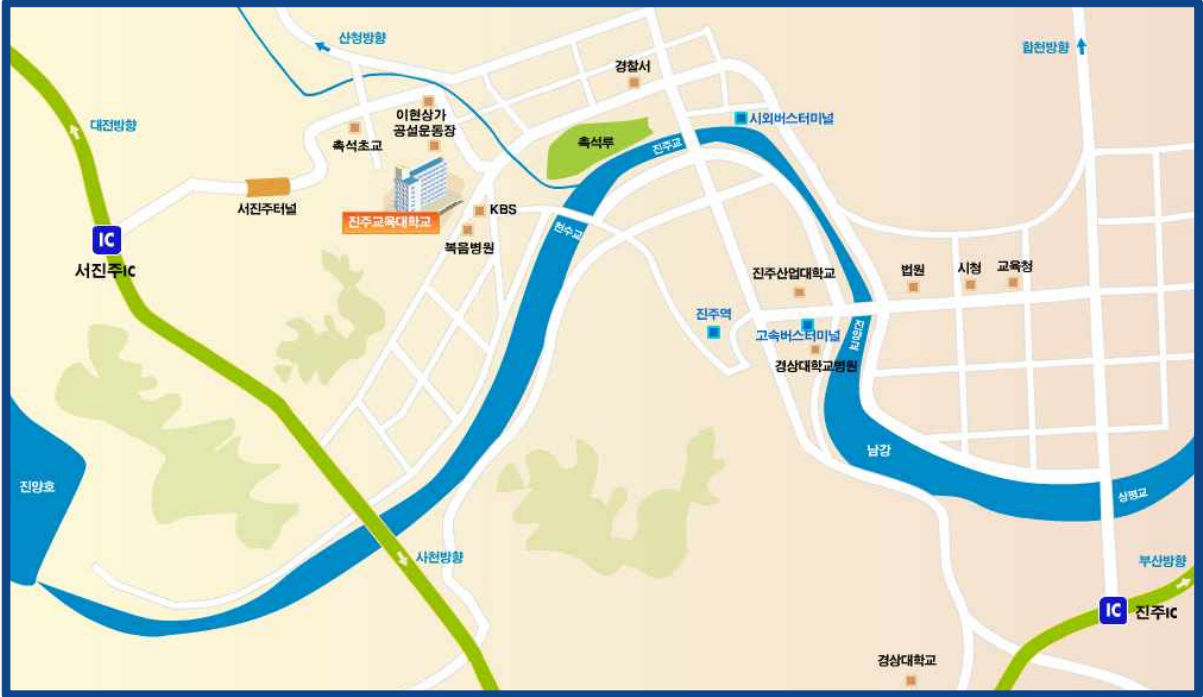 산청방향
합천방향
경찰서
이현상가
공설운동장
시외버스터미널
대전방향
촉석초교
촉석루
진주교
서진주터널
진주교육대학교
KBS
복음병원
천수교
IC
서진주IC
진주산업대학교
법원
시청
교육청
진주역
고속버스터미널
경상대학교병원
진양교
남강
진양호
상평교
사천방향
부산방향
IC
진주IC
경상대학교